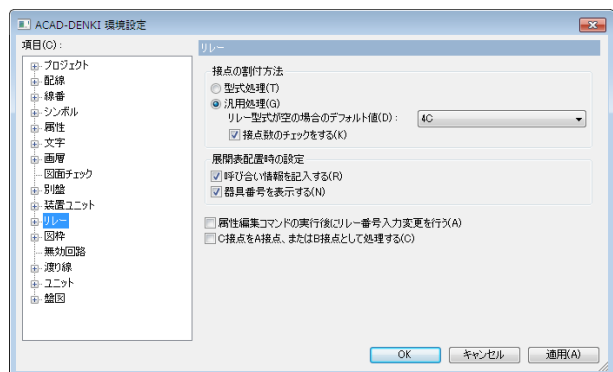 ACAD-DENKI 環境設定
項目(C) :
プロジェクト
配線
線番
シンボル
属性
文字
画層
図面チェック
別盤
装置ユニット
リレー
図枠
無効回路
渡り線
ユニット
盤図
リレー
接点の割付方法
型式処理(T)
汎用処理(G)
リレー型式が空の場合のデフォルト値(D) : 4C
接点数のチェックをする(K)
展開表配置時の設定
呼び合い情報を記入する(R)
器具番号を表示する(N)
属性編集コマンドの実行後にリレー番号入力変更を行う(A)
C接点をA接点、またはB接点として処理する(C)
OK キャンセル 適用(A)